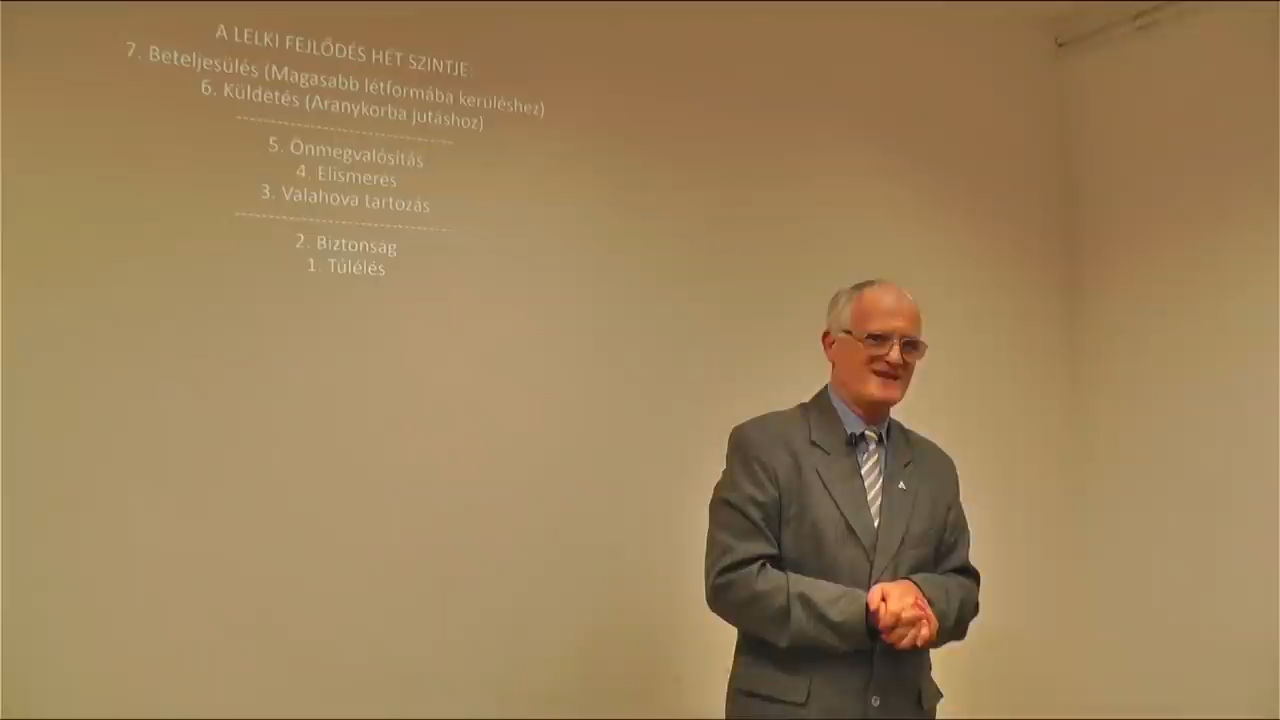 A LELKI FEJLŐDÉS HÉT SZINTJE:
7. Beteljesülés (Magasabb létformába kerüléshez)
6. Küldetés (Aranykorba jutáshoz)
5. Önmegvalósítás
4. Elismerés
3. Valahova tartozás
2. Biztonság
1. Túlélés